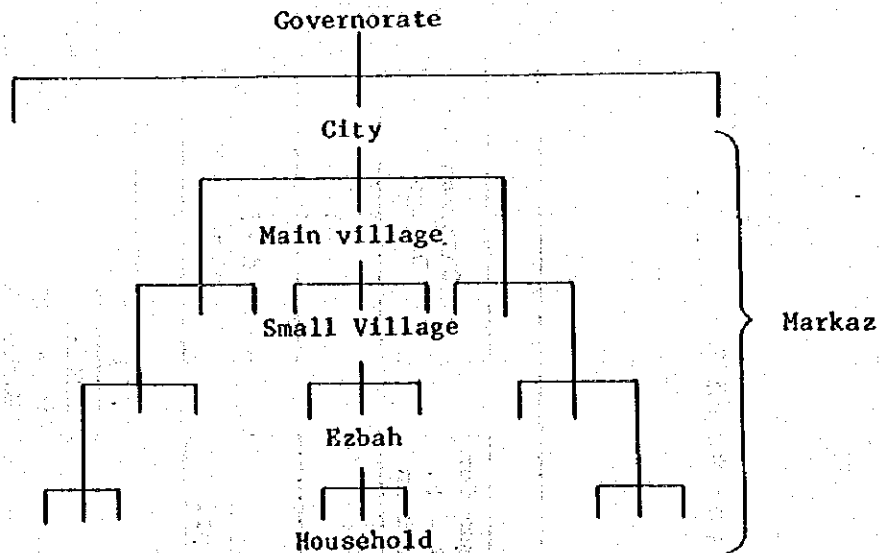 Governorate
City
Main village
Small Village
Markaz
Ezbah
Household